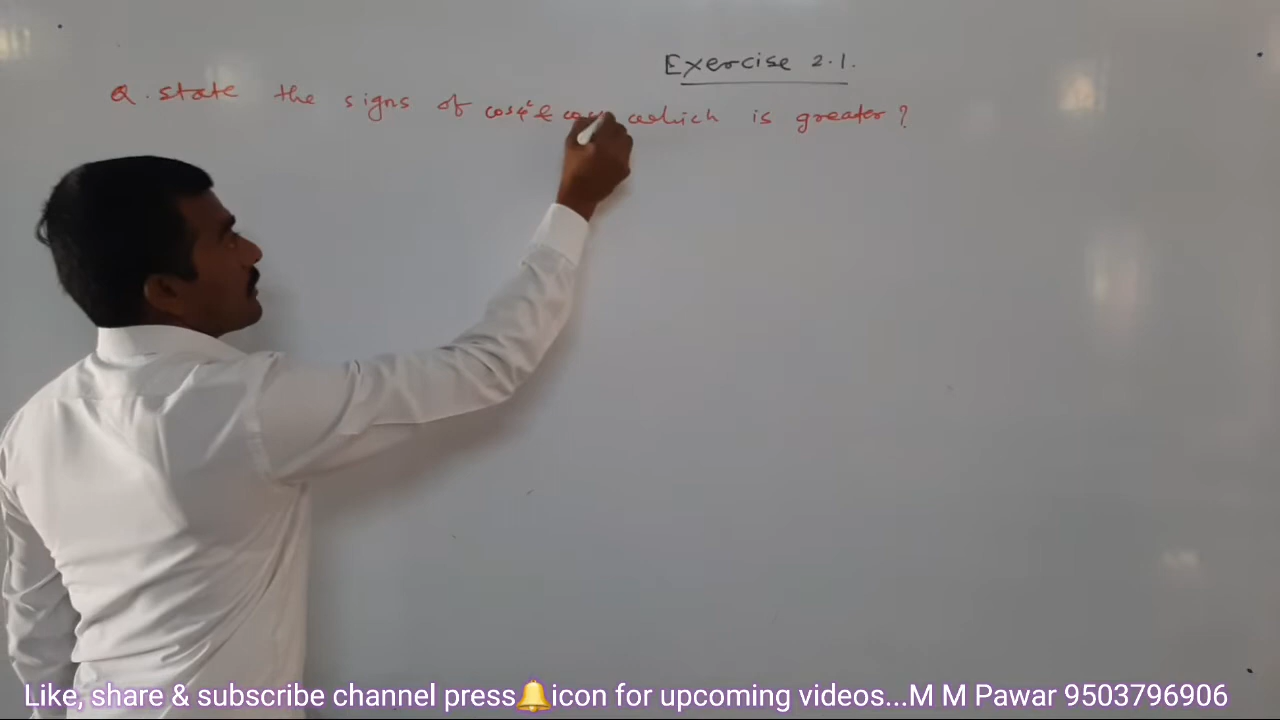 Exercise 2.1.
Q. state the signs of cos4° & which is greater?
Like, share & subscribe channel press🔔icon for upcoming videos...M M Pawar 9503796906